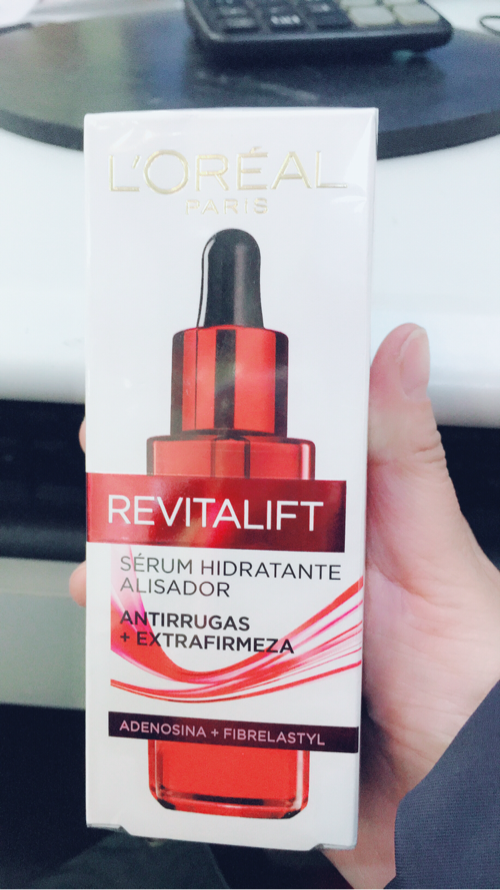 L'ORÉAL
PARIS
REVITALIFT
SÉRUM HIDRATANTE
ALISADOR
ANTIRRUGAS
+ EXTRAFIRMEZA
ADENOSINA + FIBRELASTYL